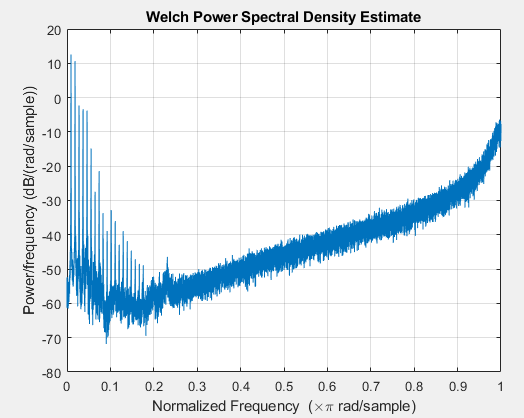 Welch Power Spectral Density Estimate
Power/frequency (dB/(rad/sample))
20
10
0
-10
-20
-30
-40
-50
-60
-70
-80
0 0.1 0.2 0.3 0.4 0.5 0.6 0.7 0.8 0.9 1
Normalized Frequency (×π rad/sample)